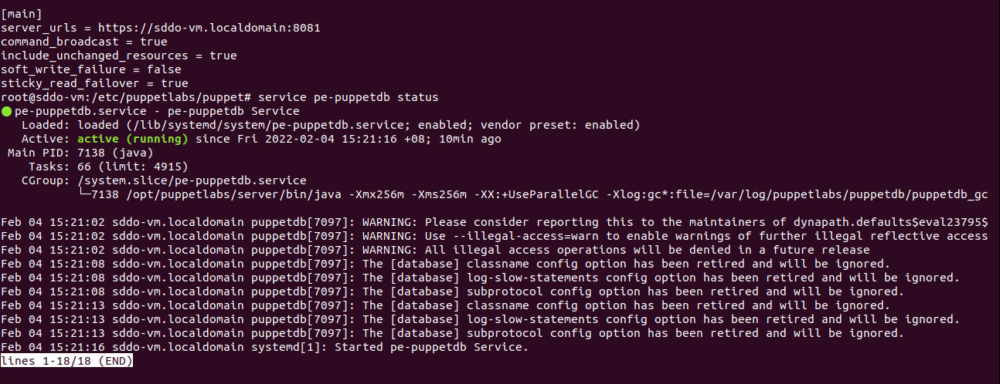 [main]
server_urls = https://sddo-vm.localdomain:8081
command_broadcast = true
include_unchanged_resources = true
soft_write_failure = false
sticky_read_failover = true
root@sddo-vm:/etc/puppetlabs/puppet# service pe-puppetdb status
● pe-puppetdb.service - pe-puppetdb Service
   Loaded: loaded (/lib/systemd/system/pe-puppetdb.service; enabled; vendor preset: enabled)
   Active: active (running) since Fri 2022-02-04 15:21:16 +08; 10min ago
 Main PID: 7138 (java)
    Tasks: 66 (limit: 4915)
   CGroup: /system.slice/pe-puppetdb.service
           └─7138 /opt/puppetlabs/server/bin/java -Xmx256m -Xms256m -XX:+UseParallelGC -Xlog:gc*:file=/var/log/puppetlabs/puppetdb/puppetdb_gc
Feb 04 15:21:02 sddo-vm.localdomain puppetdb[7097]: WARNING: Please consider reporting this to the maintainers of dynapath.defaults$eval23795$
Feb 04 15:21:02 sddo-vm.localdomain puppetdb[7097]: WARNING: Use --illegal-access=warn to enable warnings of further illegal reflective access
Feb 04 15:21:02 sddo-vm.localdomain puppetdb[7097]: WARNING: All illegal access operations will be denied in a future release
Feb 04 15:21:08 sddo-vm.localdomain puppetdb[7097]: The [database] classname config option has been retired and will be ignored.
Feb 04 15:21:08 sddo-vm.localdomain puppetdb[7097]: The [database] log-slow-statements config option has been retired and will be ignored.
Feb 04 15:21:08 sddo-vm.localdomain puppetdb[7097]: The [database] subprotocol config option has been retired and will be ignored.
Feb 04 15:21:13 sddo-vm.localdomain puppetdb[7097]: The [database] classname config option has been retired and will be ignored.
Feb 04 15:21:13 sddo-vm.localdomain puppetdb[7097]: The [database] log-slow-statements config option has been retired and will be ignored.
Feb 04 15:21:13 sddo-vm.localdomain puppetdb[7097]: The [database] subprotocol config option has been retired and will be ignored.
Feb 04 15:21:16 sddo-vm.localdomain systemd[1]: Started pe-puppetdb Service.
lines 1-18/18 (END)